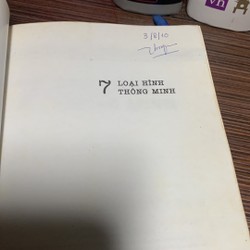 3/8/10
7 LOẠI HÌNH
THÔNG MINH